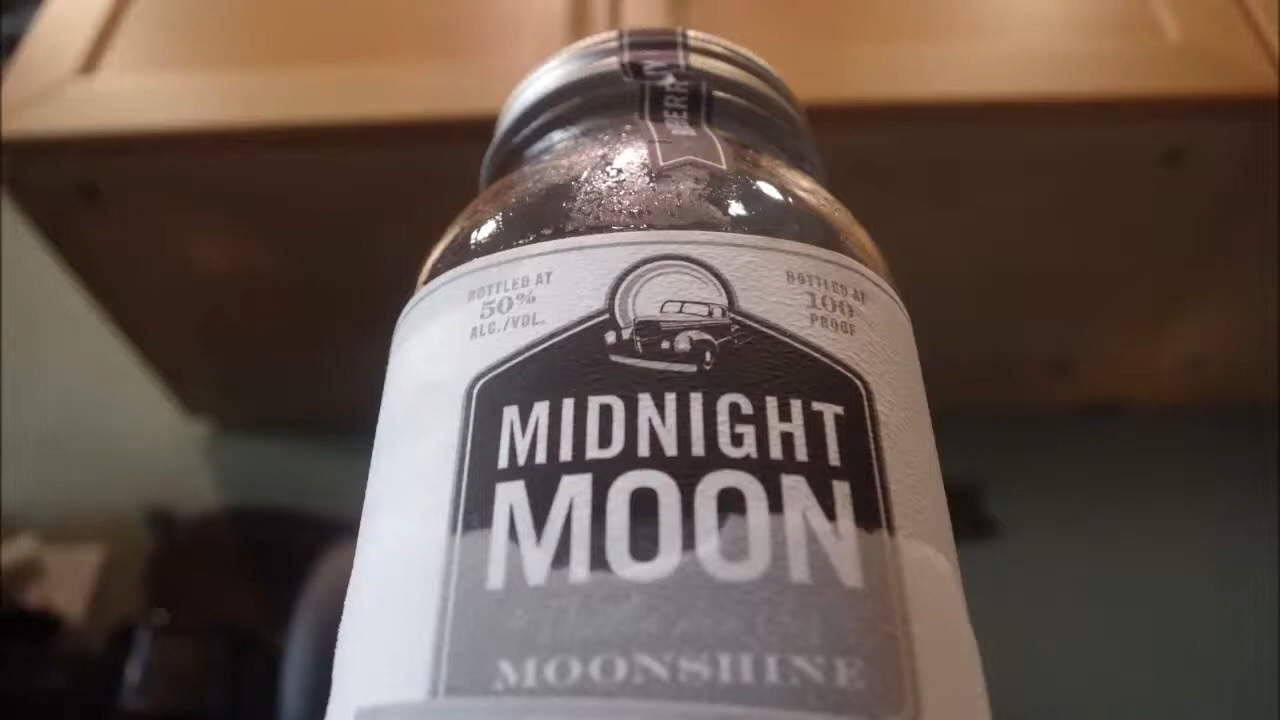 BOTTLED AT
50%
ALC./VOL.
BOTTLED AT
100
PROOF
MIDNIGHT
MOON
MOONSHINE